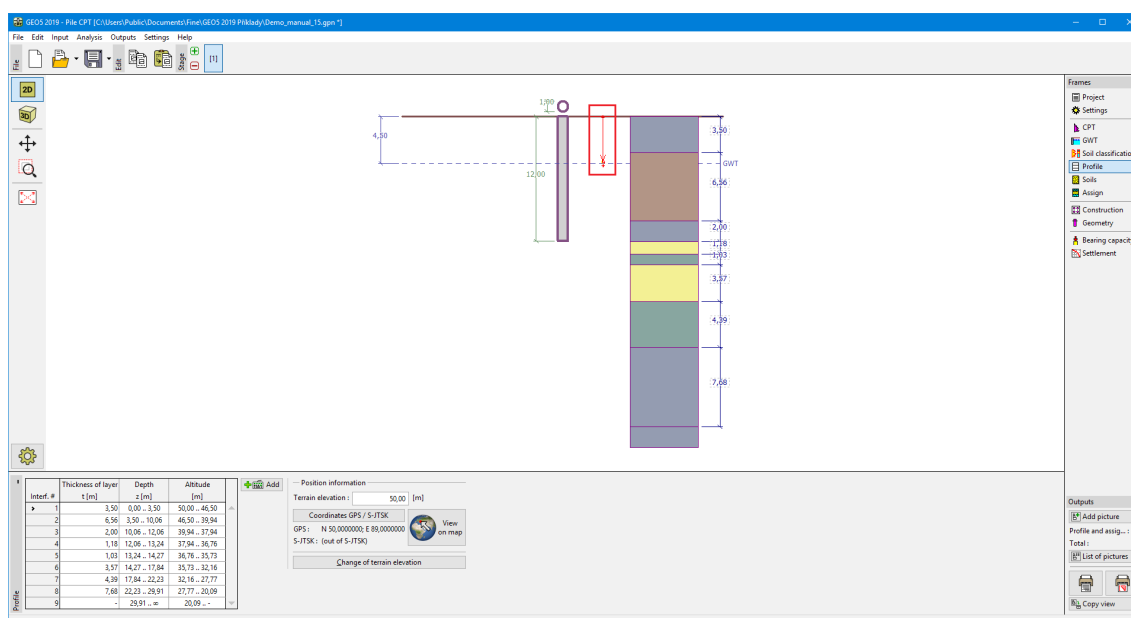 GEO5 2019 - Pile CPT [C:\Users\Public\Documents\Fine\GEO5 2019 Příklady\Demo_manual_15.gpn *]
File Edit Input Analysis Outputs Settings Help
File
Edit
Stage
[1]
2D
3D
1,00
4,50
12,00
3,50
GWT
6,56
2,00
1,18
1,03
3,57
4,39
7,68
Frames
Project
Settings
CPT
GWT
Soil classificatio
Profile
Soils
Assign
Construction
Geometry
Bearing capacit
Settlement
Outputs
Add picture
Profile and assig... :
Total :
List of pictures
Copy view
Profile
Thickness of layer Depth Altitude
Interf. # t [m] z [m] [m]
1 3,50 0,00 .. 3,50 50,00 .. 46,50
2 6,56 3,50 .. 10,06 46,50 .. 39,94
3 2,00 10,06 .. 12,06 39,94 .. 37,94
4 1,18 12,06 .. 13,24 37,94 .. 36,76
5 1,03 13,24 .. 14,27 36,76 .. 35,73
6 3,57 14,27 .. 17,84 35,73 .. 32,16
7 4,39 17,84 .. 22,23 32,16 .. 27,77
8 7,68 22,23 .. 29,91 27,77 .. 20,09
9 - 29,91 .. ∞ 20,09 .. -
Add
Position information
Terrain elevation : 50,00 [m]
Coordinates GPS / S-JTSK
GPS : N 50,0000000; E 89,0000000
S-JTSK : (out of S-JTSK)
View
on map
Change of terrain elevation